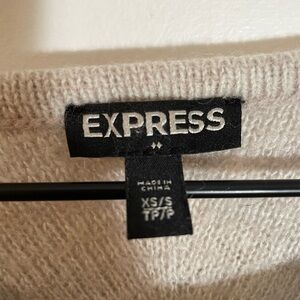 EXPRESS
MADE IN
CHINA
XS/S
TP/P